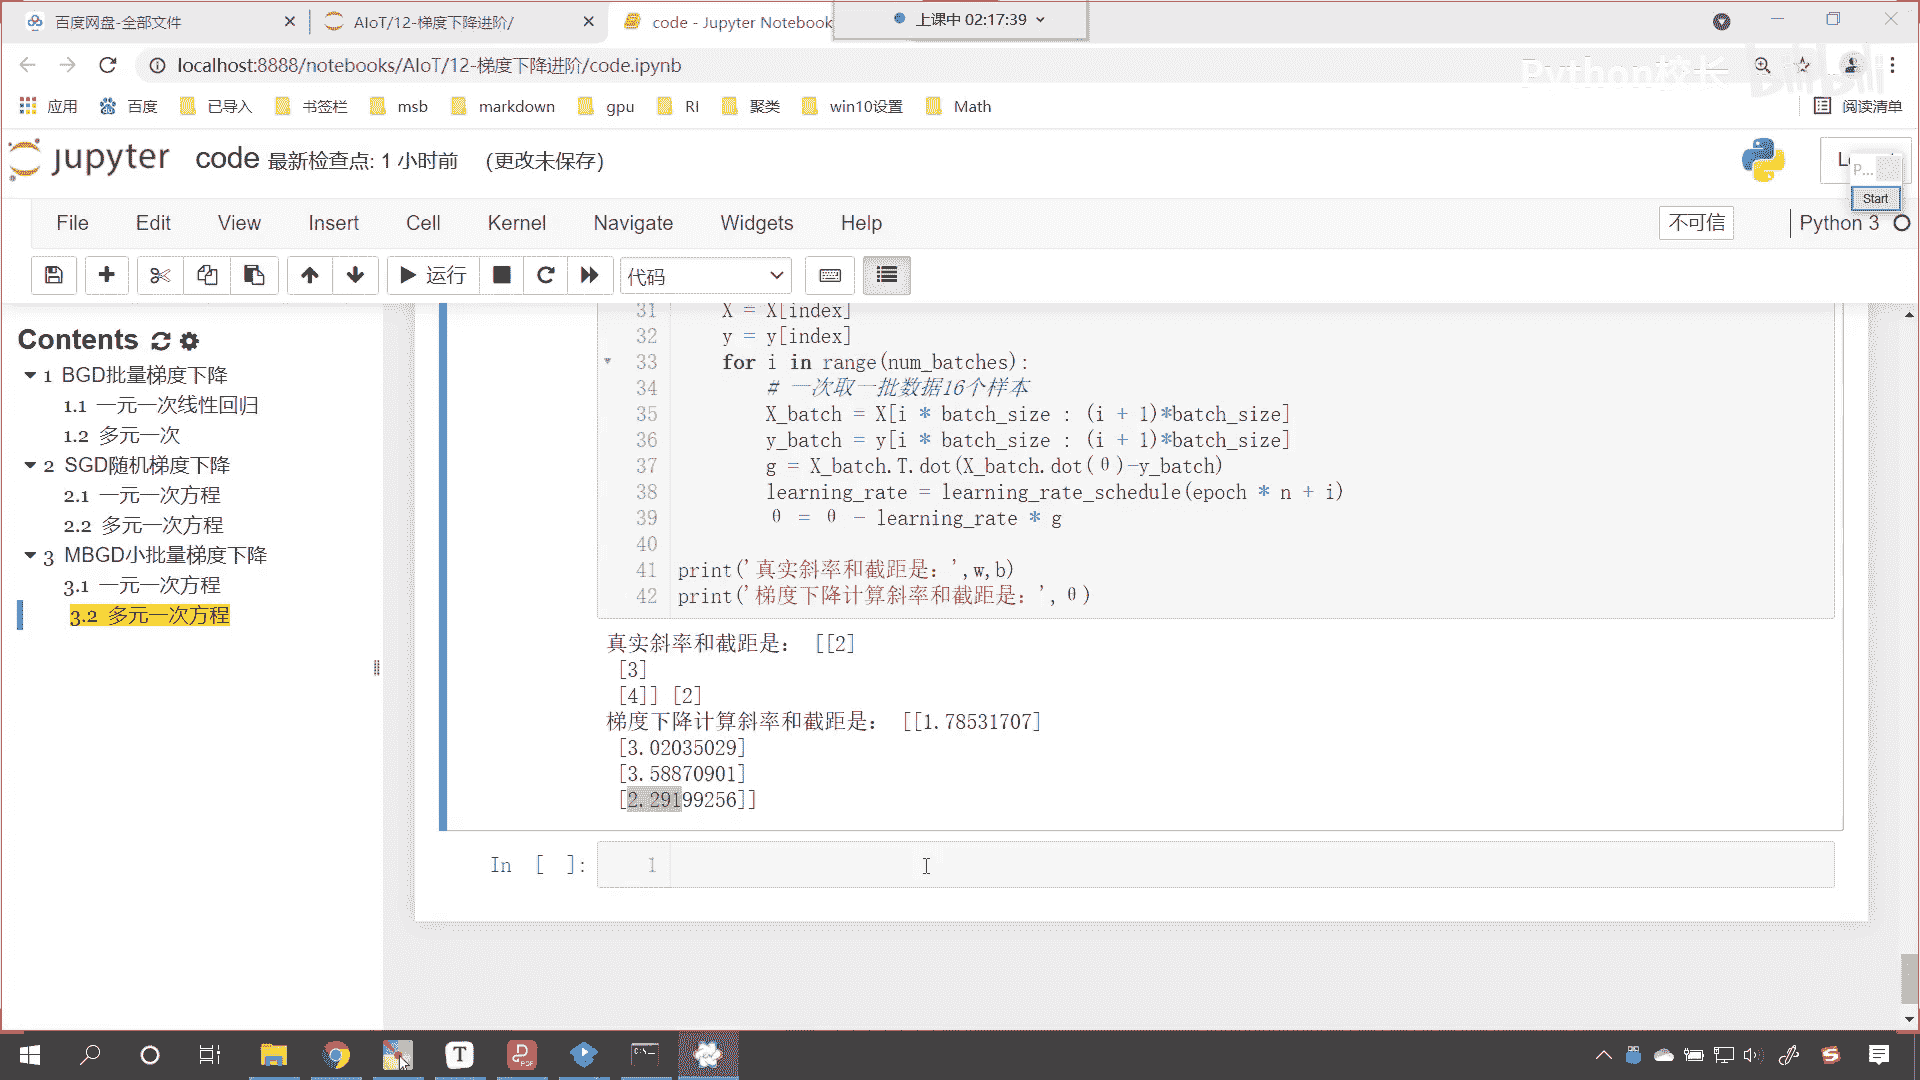 百度网盘-全部文件
AIoT/12-梯度下降进阶/
code - Jupyter Notebook
上课中 02:17:39
localhost:8888/notebooks/AIoT/12-梯度下降进阶/code.ipynb
Python校长
bilibili
应用
百度
已导入
书签栏
msb
markdown
gpu
RI
聚类
win10设置
Math
阅读清单
jupyter code 最新检查点: 1 小时前 (更改未保存)
P...
Start
File Edit View Insert Cell Kernel Navigate Widgets Help
不可信
Python 3
运行
代码
Contents
1 BGD批量梯度下降
1.1 一元一次线性回归
1.2 多元一次
2 SGD随机梯度下降
2.1 一元一次方程
2.2 多元一次方程
3 MBGD小批量梯度下降
3.1 一元一次方程
3.2 多元一次方程
31 X = X[index]
32 y = y[index]
33 for i in range(num_batches):
34 # 一次取一批数据16个样本
35 X_batch = X[i * batch_size : (i + 1)*batch_size]
36 y_batch = y[i * batch_size : (i + 1)*batch_size]
37 g = X_batch.T.dot(X_batch.dot(θ)-y_batch)
38 learning_rate = learning_rate_schedule(epoch * n + i)
39 θ = θ - learning_rate * g
40
41 print('真实斜率和截距是：',w,b)
42 print('梯度下降计算斜率和截距是：',θ)
真实斜率和截距是： [[2]
[3]
[4]] [2]
梯度下降计算斜率和截距是： [[1.78531707]
[3.02035029]
[3.58870901]
[2.29199256]]
In [ ]: 1